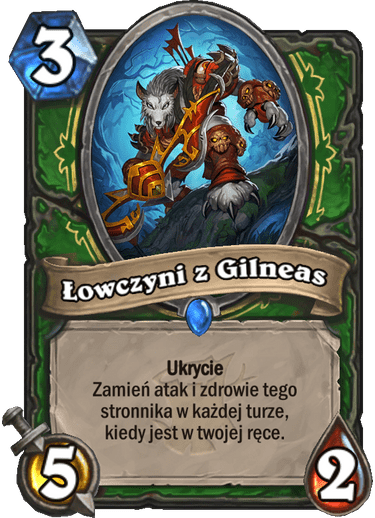 3
Łowczyni z Gilneas
Ukrycie
Zamień atak i zdrowie tego
stronnika w każdej turze,
kiedy jest w twojej ręce.
5
2